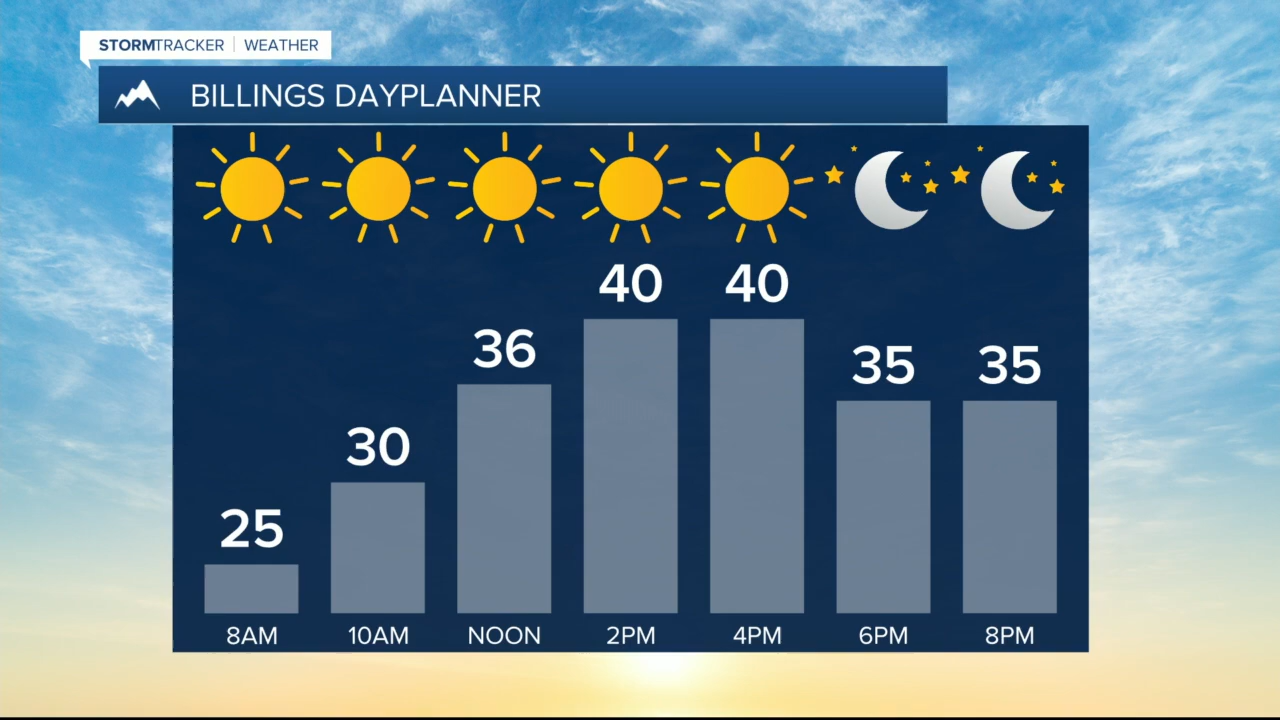 STORMTRACKER | WEATHER
BILLINGS DAYPLANNER
25 30 36 40 40 35 35
8AM 10AM NOON 2PM 4PM 6PM 8PM